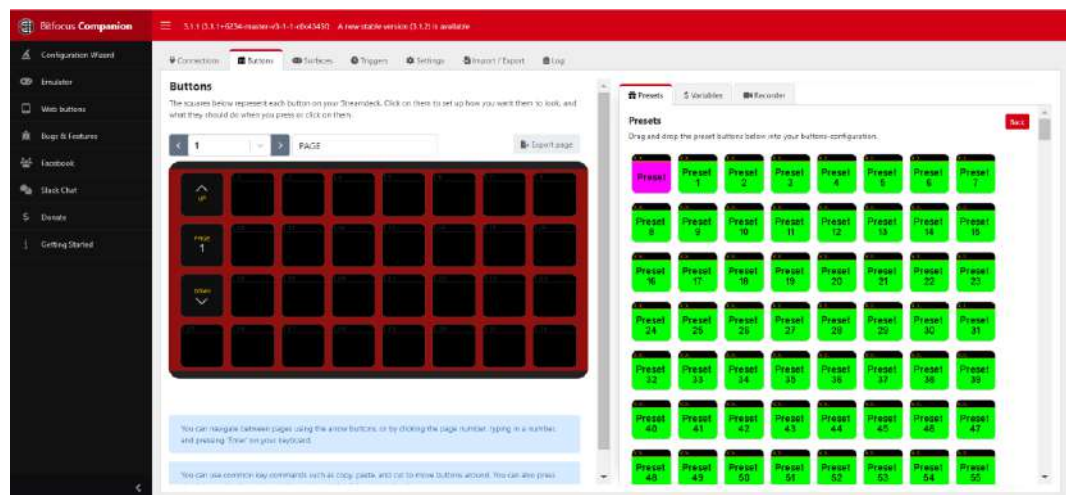 Bitfocus Companion
A new stable version (3.1.2) is available
Configuration Wizard
Emulator
Web buttons
Bugs & Features
Facebook
Slack Chat
Donate
Getting Started
Connections
Buttons
Surfaces
Triggers
Settings
Import / Export
Log
Buttons
The squares below represent each button on your Streamdeck. Click on them to set up how you want them to look, and
what they should do when you press or click on them.
1
PAGE
Export page
UP
PAGE
1
DOWN
You can navigate between pages using the arrow buttons, or by clicking the page number, typing in a number,
and pressing 'Enter' on your keyboard.
You can use common key commands such as copy, paste, and cut to move buttons around. You can also press
Presets
Variables
Recorder
Presets
Back
Drag and drop the preset buttons below into your buttons-configuration.
Preset
Preset 1
Preset 2
Preset 3
Preset 4
Preset 5
Preset 6
Preset 7
Preset 8
Preset 9
Preset 10
Preset 11
Preset 12
Preset 13
Preset 14
Preset 15
Preset 16
Preset 17
Preset 18
Preset 19
Preset 20
Preset 21
Preset 22
Preset 23
Preset 24
Preset 25
Preset 26
Preset 27
Preset 28
Preset 29
Preset 30
Preset 31
Preset 32
Preset 33
Preset 34
Preset 35
Preset 36
Preset 37
Preset 38
Preset 39
Preset 40
Preset 41
Preset 42
Preset 43
Preset 44
Preset 45
Preset 46
Preset 47
Preset 48
Preset 49
Preset 50
Preset 51
Preset 52
Preset 53
Preset 54
Preset 55